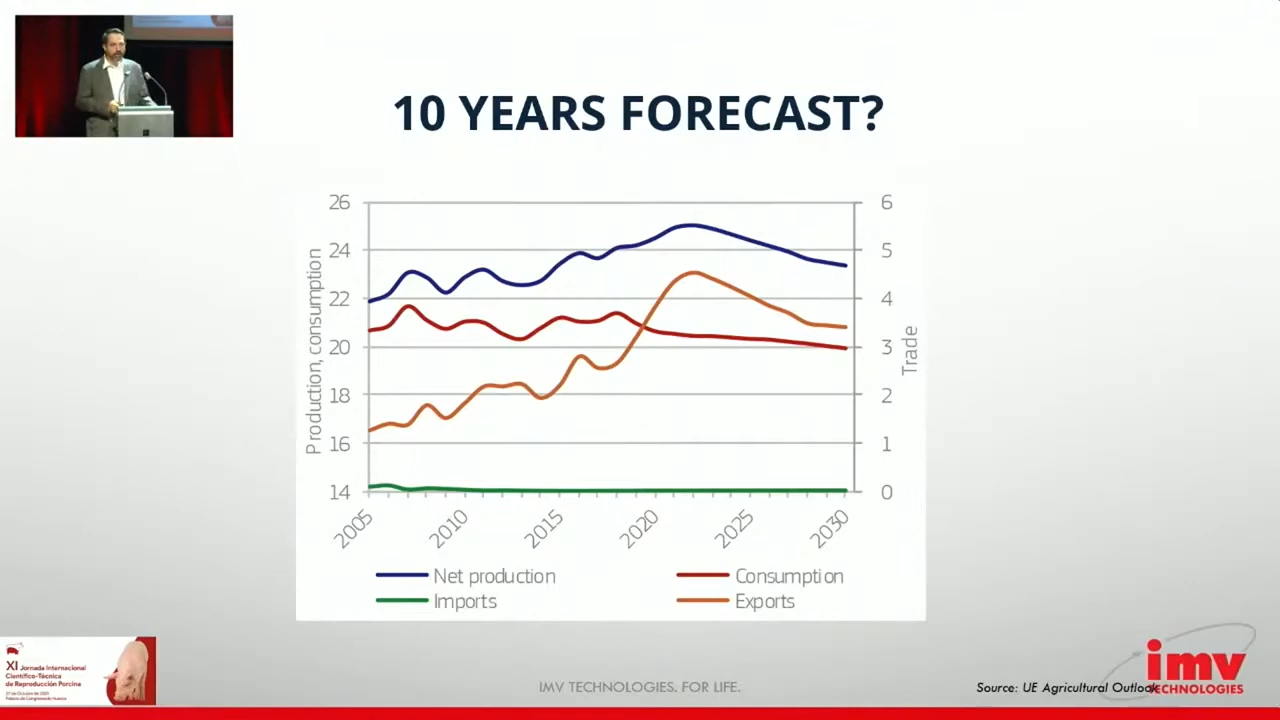 10 YEARS FORECAST?
Production, consumption
26
24
22
20
18
16
14
Trade
6
5
4
3
2
1
0
2005
2010
2015
2020
2025
2030
Net production
Consumption
Imports
Exports
XI Jornada Internacional
Científico-Técnica
de Reproducción Porcina
IMV TECHNOLOGIES. FOR LIFE.
Source: UE Agricultural Outlook
imv
TECHNOLOGIES